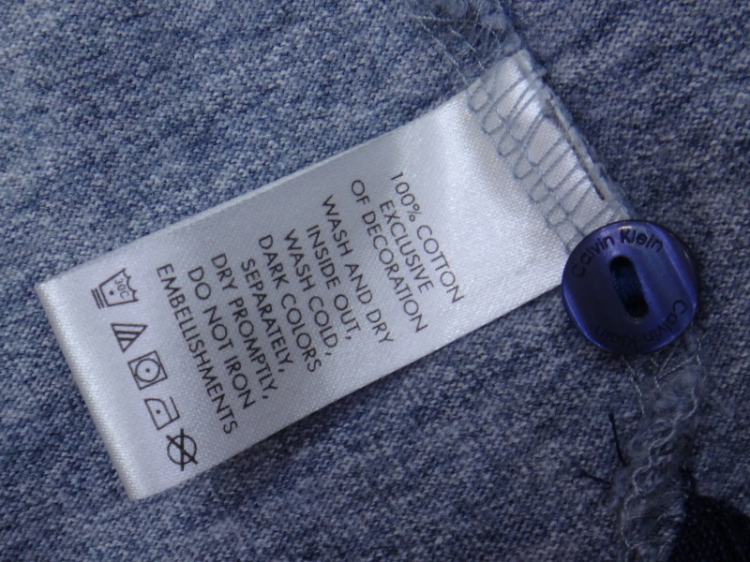 100% COTTON
EXCLUSIVE
OF DECORATION
WASH AND DRY
INSIDE OUT,
WASH COLD,
DARK COLORS
SEPARATELY,
DRY PROMPTLY,
DO NOT IRON
EMBELLISHMENTS
30°C
Calvin Klein
Calvin Klein